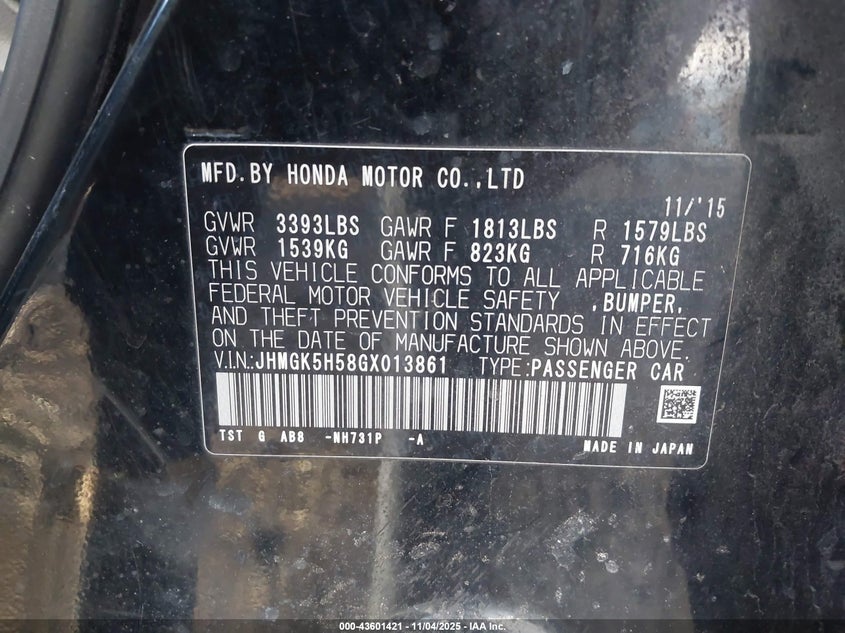 MFD.BY HONDA MOTOR CO.,LTD
11/'15
GVWR 3393LBS GAWR F 1813LBS R 1579LBS
GVWR 1539KG GAWR F 823KG R 716KG
THIS VEHICLE CONFORMS TO ALL APPLICABLE
FEDERAL MOTOR VEHICLE SAFETY ,BUMPER,
AND THEFT PREVENTION STANDARDS IN EFFECT
ON THE DATE OF MANUFACTURE SHOWN ABOVE.
V.I.N.:JHMGK5H58GX013861 TYPE:PASSENGER CAR
TST G AB8 -NH731P -A MADE IN JAPAN
000-43601421 - 11/04/2025 - IAA Inc.